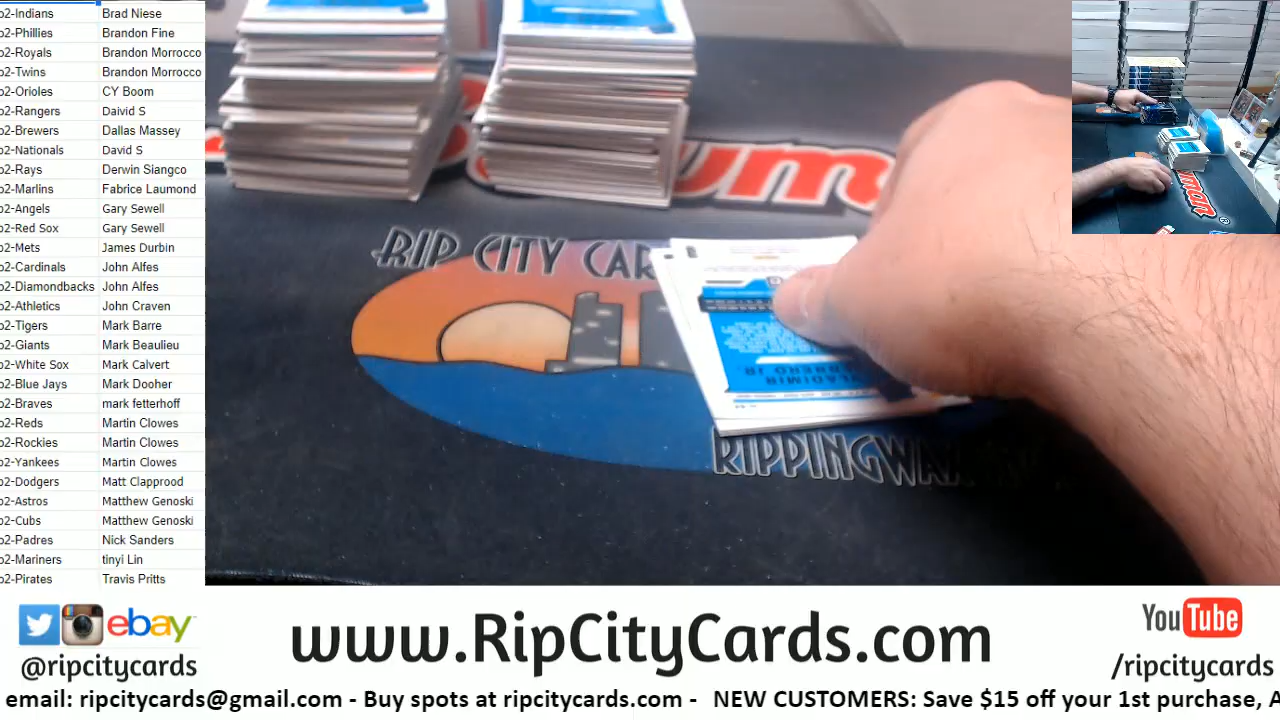 o2-Indians Brad Niese
o2-Phillies Brandon Fine
o2-Royals Brandon Morrocco
o2-Twins Brandon Morrocco
o2-Orioles CY Boom
o2-Rangers Daivid S
o2-Brewers Dallas Massey
o2-Nationals David S
o2-Rays Derwin Siangco
o2-Marlins Fabrice Laumond
o2-Angels Gary Sewell
o2-Red Sox Gary Sewell
o2-Mets James Durbin
o2-Cardinals John Alfes
o2-Diamondbacks John Alfes
o2-Athletics John Craven
o2-Tigers Mark Barre
o2-Giants Mark Beaulieu
o2-White Sox Mark Calvert
o2-Blue Jays Mark Dooher
o2-Braves mark fetterhoff
o2-Reds Martin Clowes
o2-Rockies Martin Clowes
o2-Yankees Martin Clowes
o2-Dodgers Matt Clapprood
o2-Astros Matthew Genoski
o2-Cubs Matthew Genoski
o2-Padres Nick Sanders
o2-Mariners tinyi Lin
o2-Pirates Travis Pritts
RIP CITY CAR
VLADIMIR
RIPPINGWAX
ebay
@ripcitycards
www.RipCityCards.com
YouTube
/ripcitycards
email: ripcitycards@gmail.com - Buy spots at ripcitycards.com - NEW CUSTOMERS: Save $15 off your 1st purchase, A